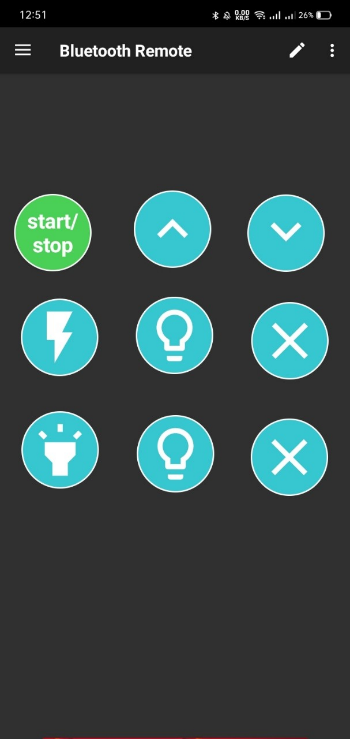 12:51
0.00
KB/S
26%
Bluetooth Remote
start/
stop